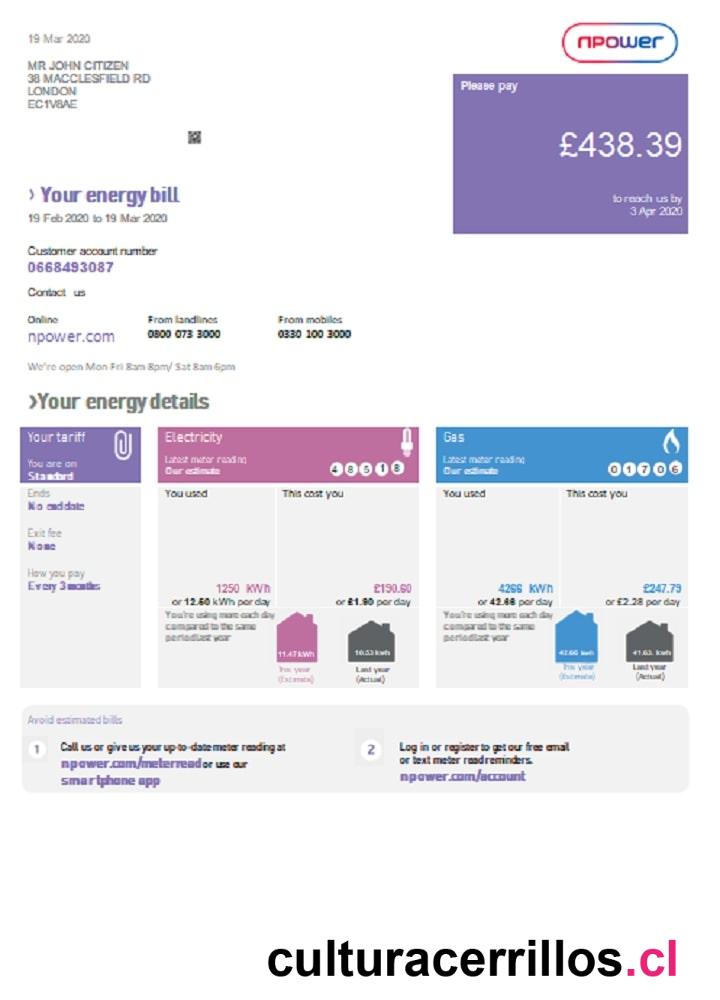 19 Mar 2020
npower
MR JOHN CITIZEN
38 MACCLESFIELD RD
LONDON
EC1V8AE
Please pay
£438.39
to reach us by
3 Apr 2020
› Your energy bill
19 Feb 2020 to 19 Mar 2020
Customer account number
0668493087
Contact us
Online
npower.com
From landlines
0800 073 3000
From mobiles
0330 100 3000
We're open Mon-Fri 8am-8pm/ Sat 8am-6pm
›Your energy details
Your tariff
You are on
Standard
Ends
No end date
Exit fee
None
How you pay
Every 3 months
Electricity
Latest meter reading
Our estimate
48518
You used
This cost you
1250 KWh
or 12.60 kWh per day
£190.60
or £1.90 per day
You're using more each day
compared to the same
period last year
11.47 kWh
This year
(Estimate)
10.53 kWh
Last year
(Actual)
Gas
Latest meter reading
Our estimate
01706
You used
This cost you
4266 KWh
or 42.66 per day
£247.79
or £2.28 per day
You're using more each day
compared to the same
period last year
42.66 kwh
This year
(Estimate)
41.63. kwh
Last year
(Actual)
Avoid estimated bills
1
Call us or give us your up-to-date meter reading at
npower.com/meterread or use our
smartphone app
2
Log in or register to get our free email
or text meter read reminders.
npower.com/account
culturacerrillos.cl